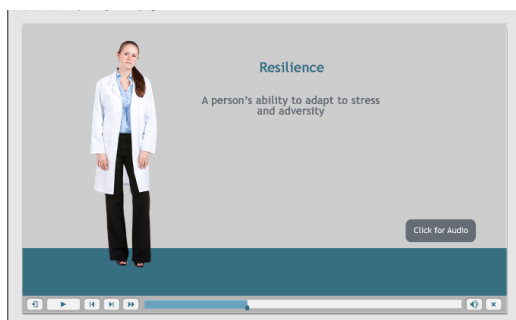 Resilience
A person's ability to adapt to stress
and adversity
Click for Audio